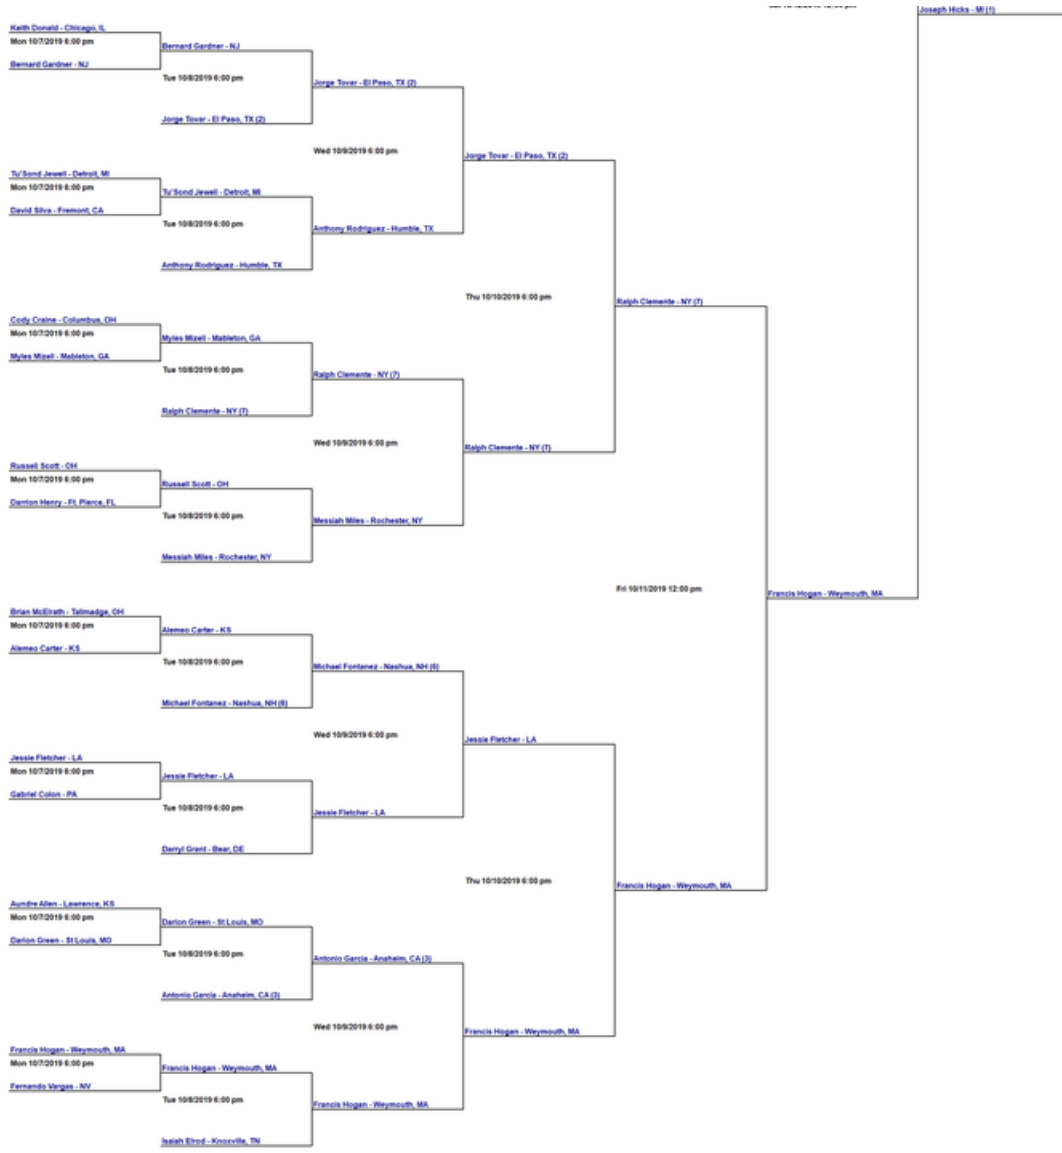 Joseph Hicks - MI (1)
Keith Donald - Chicago, IL
Mon 10/7/2019 6:00 pm
Bernard Gardner - NJ
Bernard Gardner - NJ
Tue 10/8/2019 6:00 pm
Jorge Tovar - El Paso, TX (2)
Jorge Tovar - El Paso, TX (2)
Wed 10/9/2019 6:00 pm
Jorge Tovar - El Paso, TX (2)
Tu'Sond Jewell - Detroit, MI
Mon 10/7/2019 6:00 pm
Tu'Sond Jewell - Detroit, MI
David Silva - Fremont, CA
Tue 10/8/2019 6:00 pm
Anthony Rodriguez - Humble, TX
Anthony Rodriguez - Humble, TX
Thu 10/10/2019 6:00 pm
Ralph Clemente - NY (7)
Cody Craine - Columbus, OH
Mon 10/7/2019 6:00 pm
Myles Mizell - Mableton, GA
Myles Mizell - Mableton, GA
Tue 10/8/2019 6:00 pm
Ralph Clemente - NY (7)
Ralph Clemente - NY (7)
Wed 10/9/2019 6:00 pm
Ralph Clemente - NY (7)
Russell Scott - OH
Mon 10/7/2019 6:00 pm
Russell Scott - OH
Darrion Henry - Ft. Pierce, FL
Tue 10/8/2019 6:00 pm
Messiah Miles - Rochester, NY
Messiah Miles - Rochester, NY
Fri 10/11/2019 12:00 pm
Francis Hogan - Weymouth, MA
Brian McElrath - Tallmadge, OH
Mon 10/7/2019 6:00 pm
Alemeo Carter - KS
Alemeo Carter - KS
Tue 10/8/2019 6:00 pm
Michael Fontanez - Nashua, NH (6)
Michael Fontanez - Nashua, NH (6)
Wed 10/9/2019 6:00 pm
Jessie Fletcher - LA
Jessie Fletcher - LA
Mon 10/7/2019 6:00 pm
Jessie Fletcher - LA
Gabriel Colon - PA
Tue 10/8/2019 6:00 pm
Jessie Fletcher - LA
Darryl Grant - Bear, DE
Thu 10/10/2019 6:00 pm
Francis Hogan - Weymouth, MA
Aundre Allen - Lawrence, KS
Mon 10/7/2019 6:00 pm
Darion Green - St Louis, MO
Darion Green - St Louis, MO
Tue 10/8/2019 6:00 pm
Antonio Garcia - Anaheim, CA (3)
Antonio Garcia - Anaheim, CA (3)
Wed 10/9/2019 6:00 pm
Francis Hogan - Weymouth, MA
Francis Hogan - Weymouth, MA
Mon 10/7/2019 6:00 pm
Francis Hogan - Weymouth, MA
Fernando Vargas - NV
Tue 10/8/2019 6:00 pm
Francis Hogan - Weymouth, MA
Isaiah Elrod - Knoxville, TN